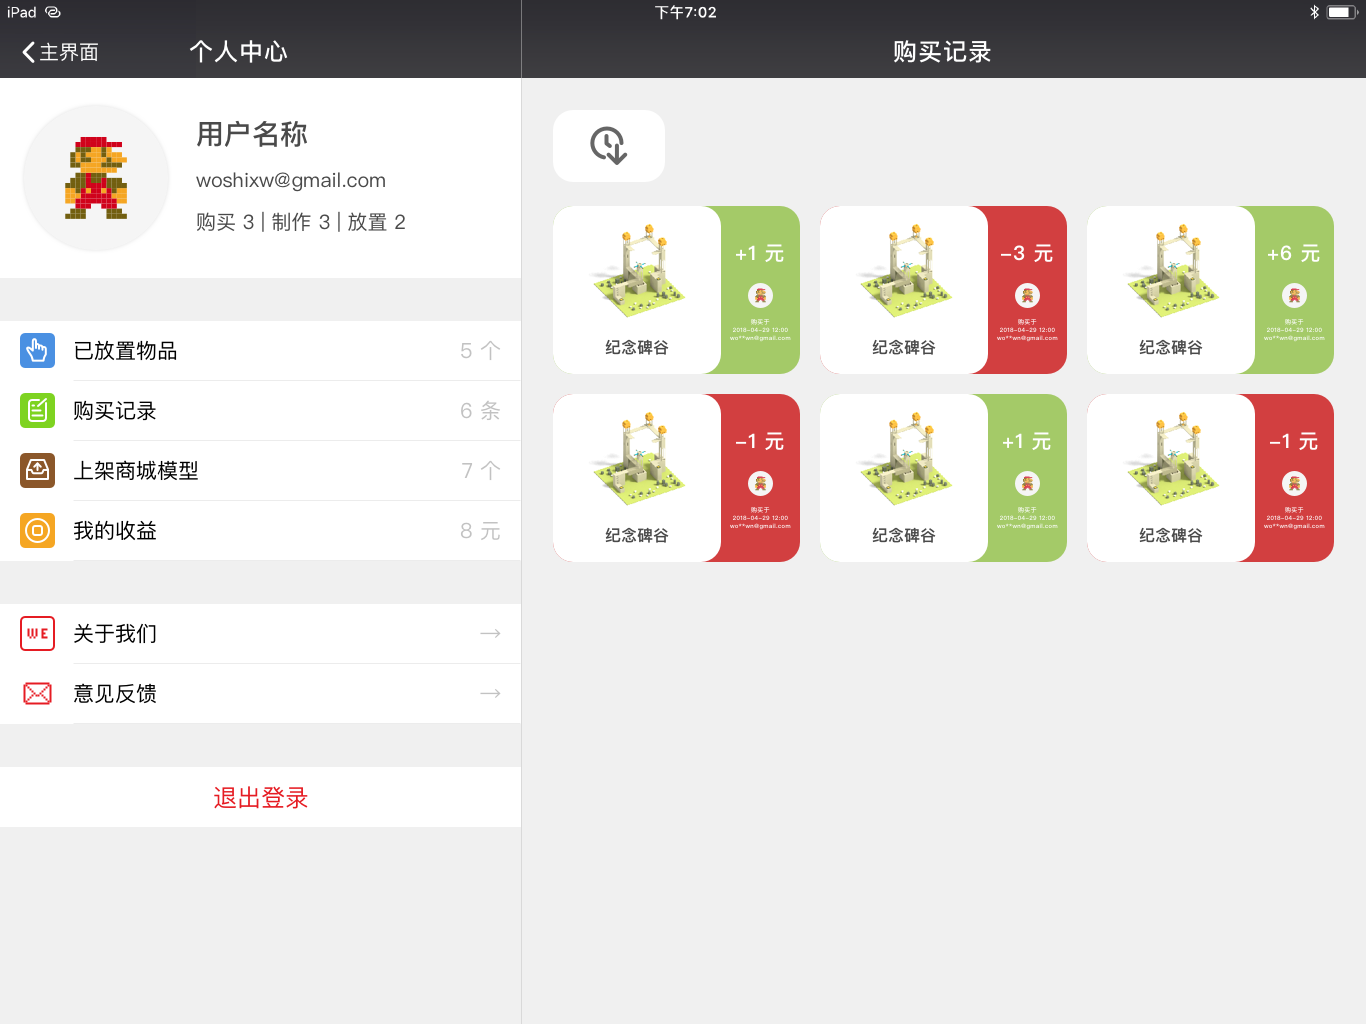 iPad
下午7:02
主界面
个人中心
购买记录
用户名称
woshixw@gmail.com
购买 3 | 制作 3 | 放置 2
已放置物品
5 个
购买记录
6 条
上架商城模型
7 个
我的收益
8 元
WE
关于我们
意见反馈
退出登录
+1 元
购买于
2018-04-29 12:00
wo**wn@gmail.com
纪念碑谷
-3 元
购买于
2018-04-29 12:00
wo**wn@gmail.com
纪念碑谷
+6 元
购买于
2018-04-29 12:00
wo**wn@gmail.com
纪念碑谷
-1 元
购买于
2018-04-29 12:00
wo**wn@gmail.com
纪念碑谷
+1 元
购买于
2018-04-29 12:00
wo**wn@gmail.com
纪念碑谷
-1 元
购买于
2018-04-29 12:00
wo**wn@gmail.com
纪念碑谷